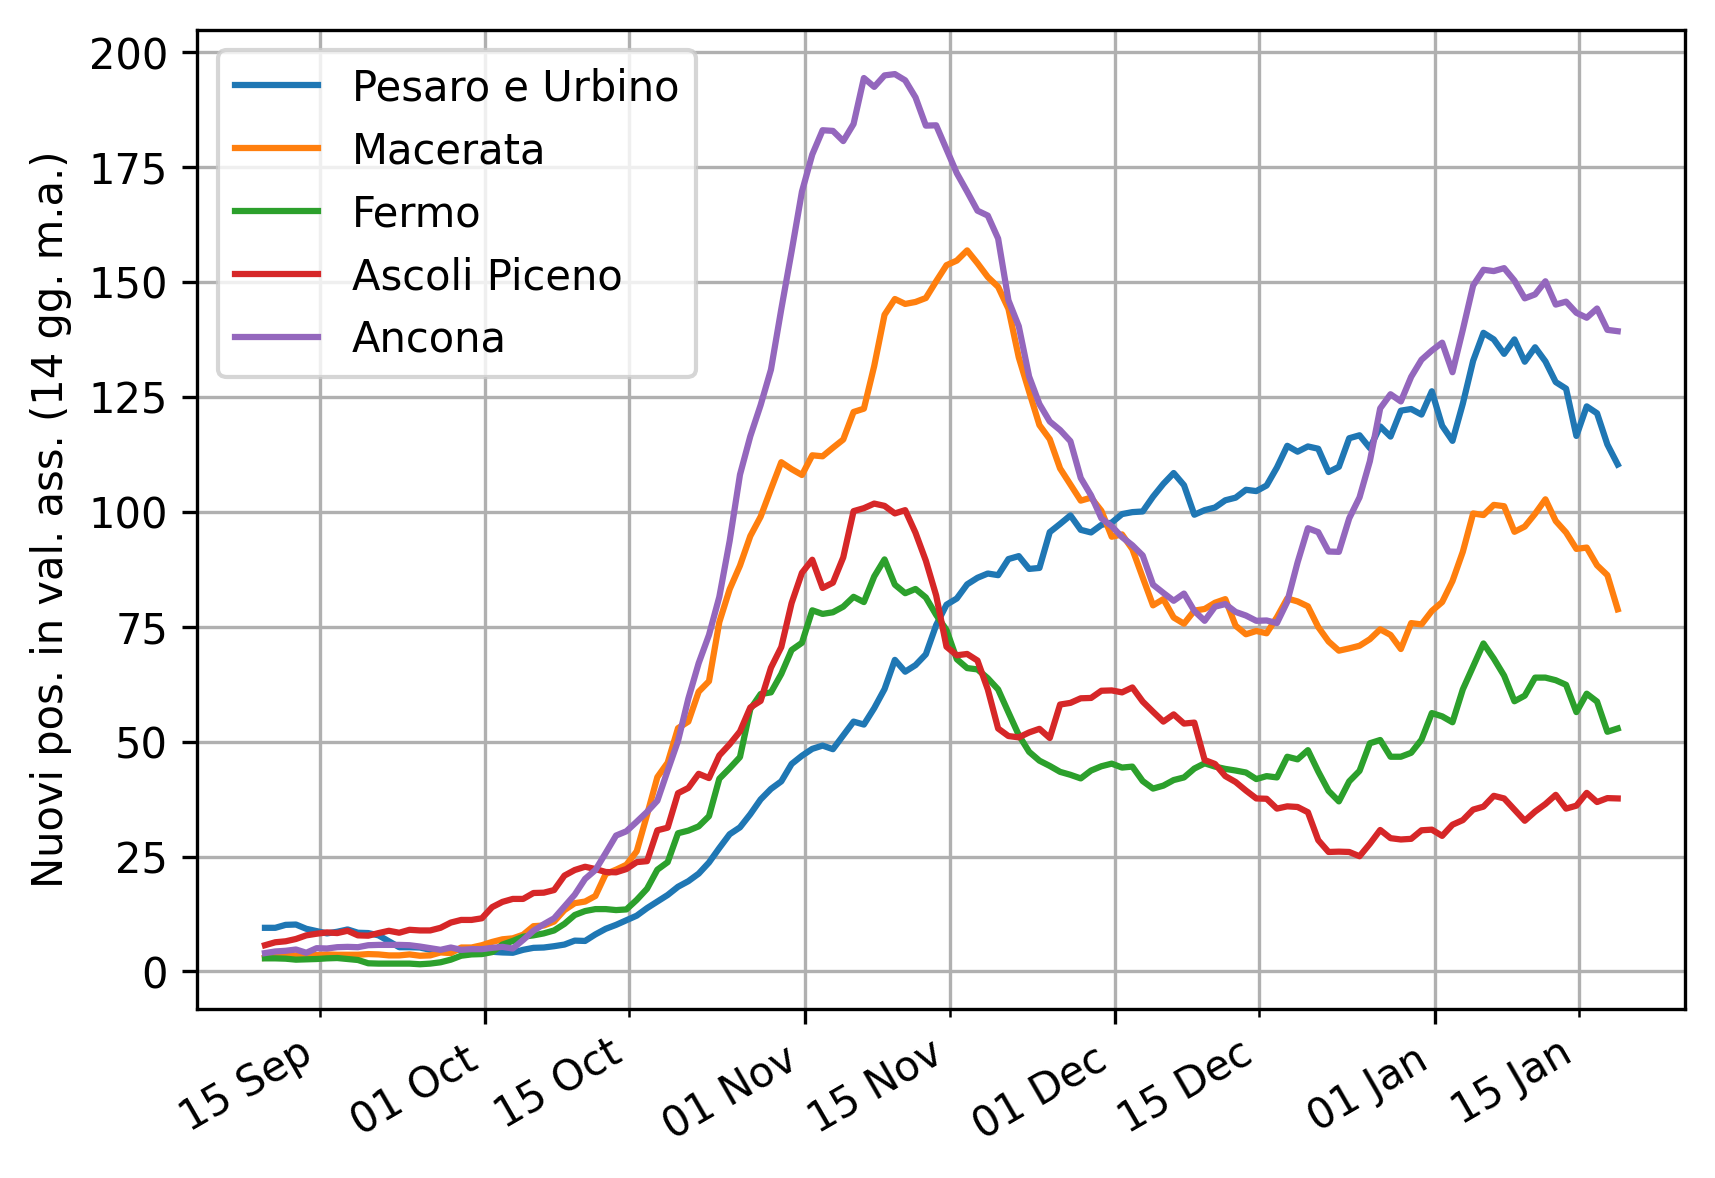 Nuovi pos. in val. ass. (14 gg. m.a.)
200
175
150
125
100
75
50
25
0
Pesaro e Urbino
Macerata
Fermo
Ascoli Piceno
Ancona
15 Sep
01 Oct
15 Oct
01 Nov
15 Nov
01 Dec
15 Dec
01 Jan
15 Jan